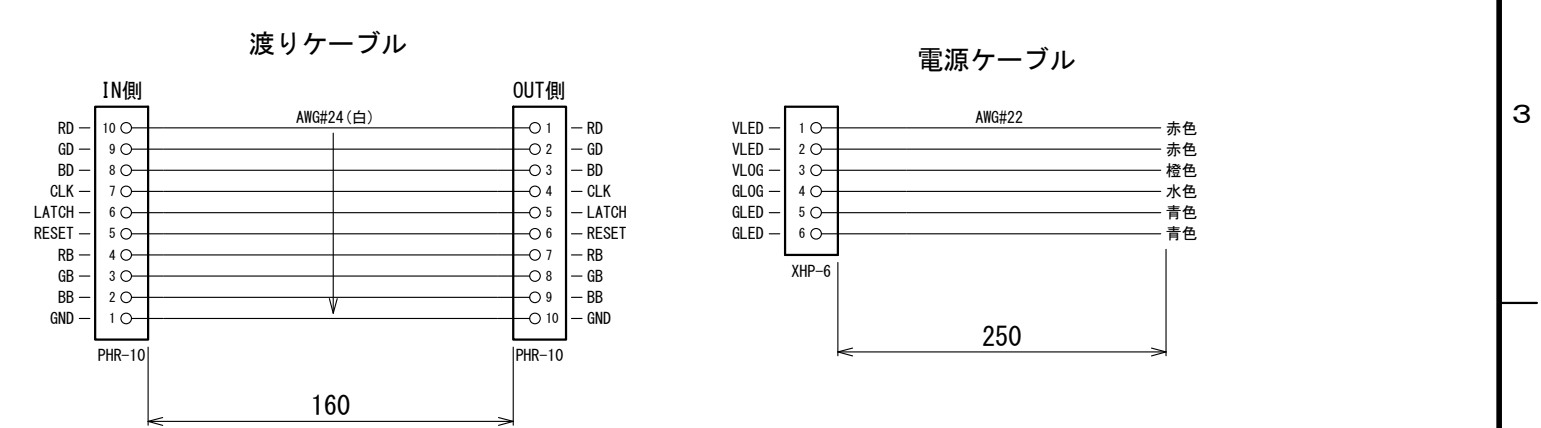 渡りケーブル
IN側 OUT側
AWG#24(白)
RD 10 1 RD
GD 9 2 GD
BD 8 3 BD
CLK 7 4 CLK
LATCH 6 5 LATCH
RESET 5 6 RESET
RB 4 7 RB
GB 3 8 GB
BB 2 9 BB
GND 1 10 GND
PHR-10 PHR-10
160
電源ケーブル
AWG#22
VLED 1 赤色
VLED 2 赤色
VLOG 3 橙色
GLOG 4 水色
GLED 5 青色
GLED 6 青色
XHP-6
250
3